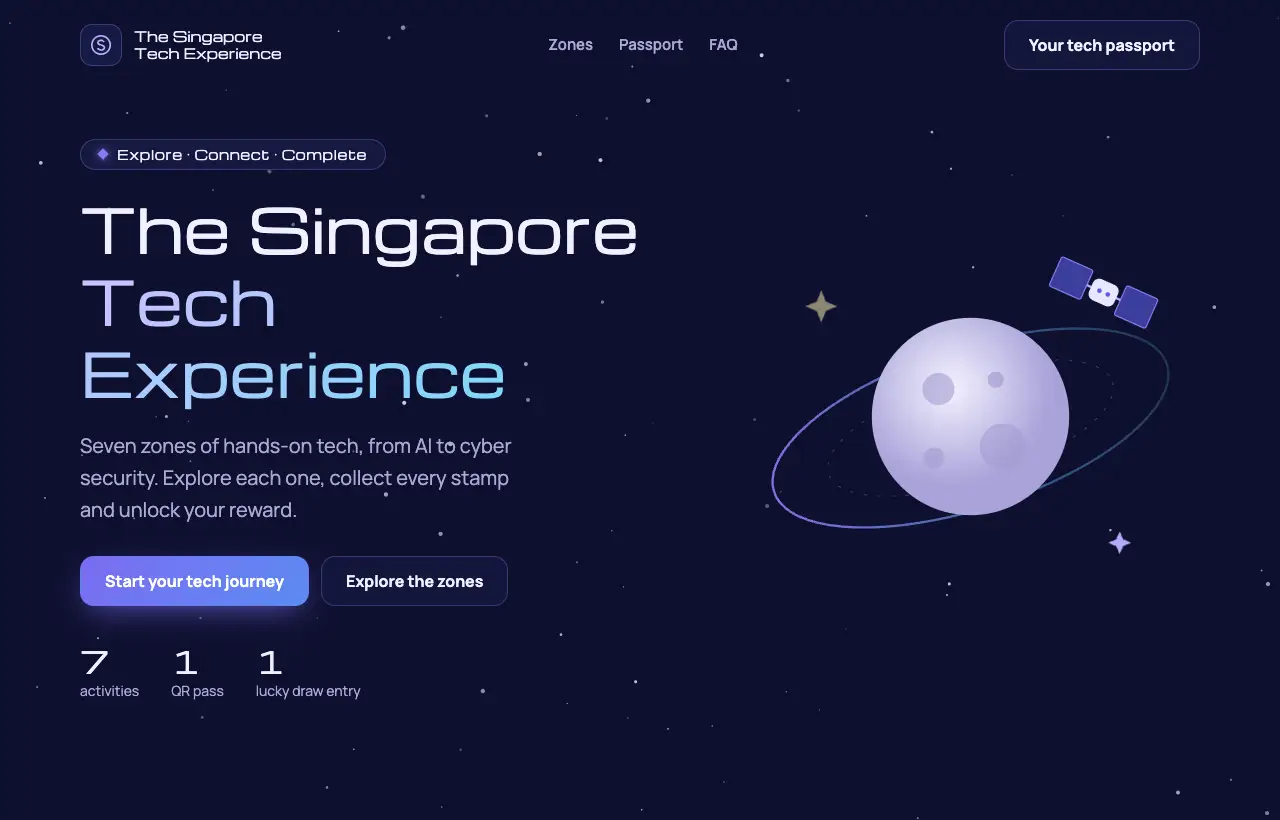 The Singapore
Tech Experience
Zones
Passport
FAQ
Your tech passport
Explore · Connect · Complete
The Singapore
Tech
Experience
Seven zones of hands-on tech, from AI to cyber
security. Explore each one, collect every stamp
and unlock your reward.
Start your tech journey
Explore the zones
7
activities
1
QR pass
1
lucky draw entry